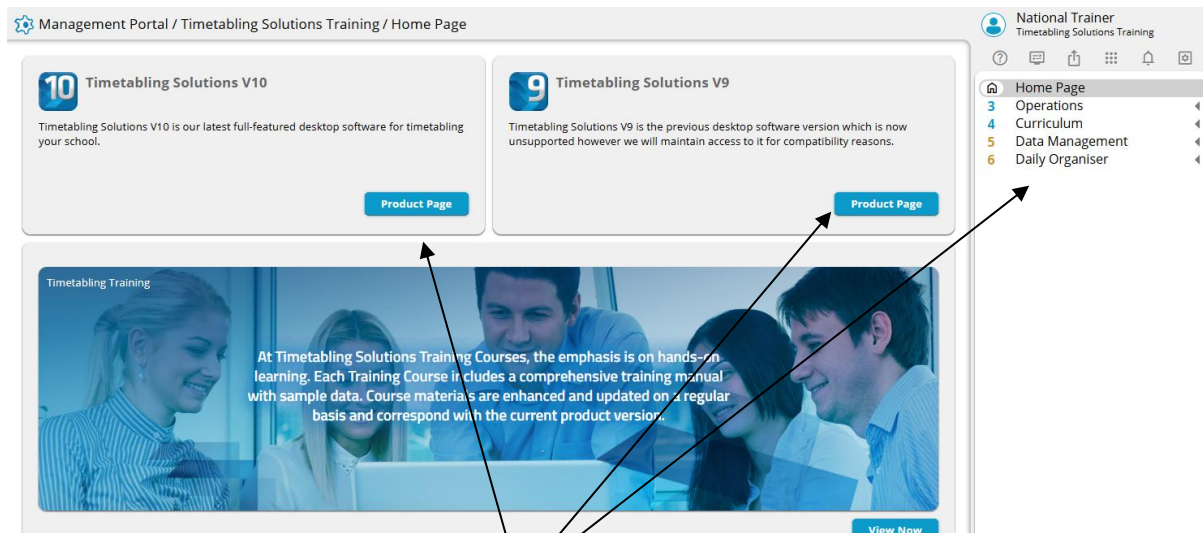 Management Portal / Timetabling Solutions Training / Home Page
National Trainer
Timetabling Solutions Training
10
Timetabling Solutions V10
Timetabling Solutions V10 is our latest full-featured desktop software for timetabling
your school.
Product Page
9
Timetabling Solutions V9
Timetabling Solutions V9 is the previous desktop software version which is now
unsupported however we will maintain access to it for compatibility reasons.
Product Page
Home Page
3 Operations
4 Curriculum
5 Data Management
6 Daily Organiser
Timetabling Training
At Timetabling Solutions Training Courses, the emphasis is on hands-on
learning. Each Training Course includes a comprehensive training manual
with sample data. Course materials are enhanced and updated on a regular
basis and correspond with the current product version.
View Now